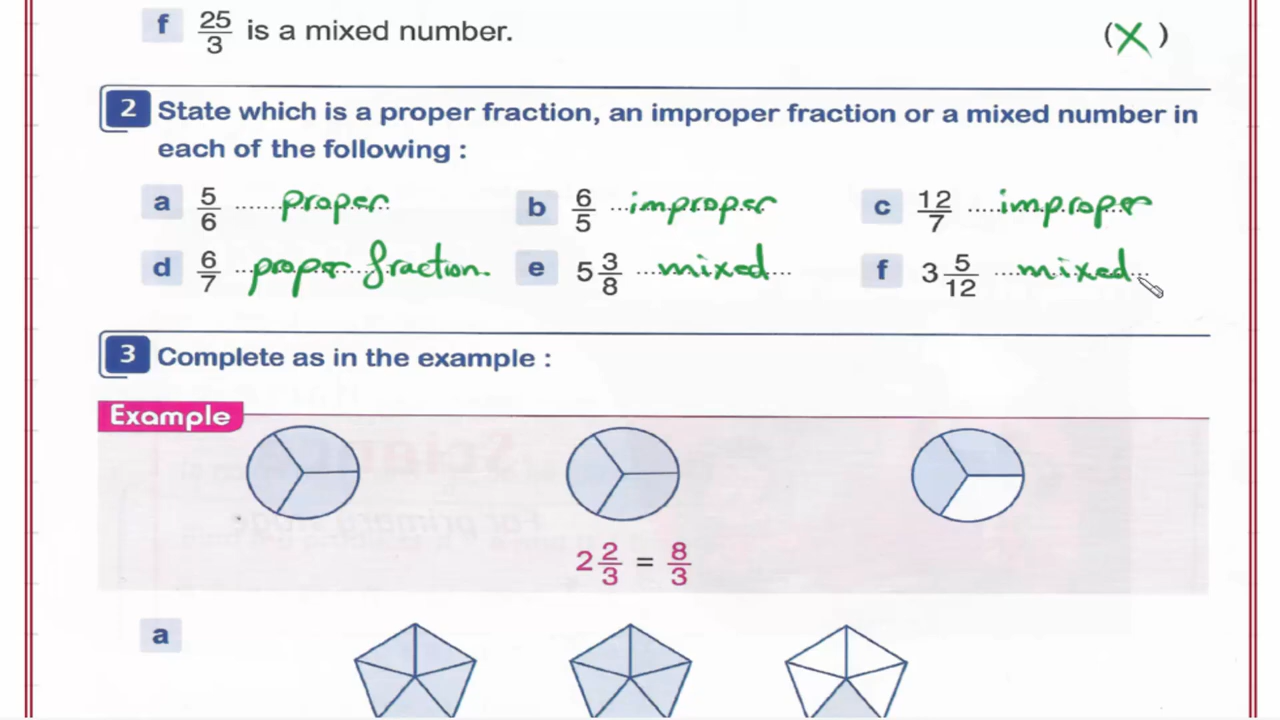 f 25/3 is a mixed number. (X)
2 State which is a proper fraction, an improper fraction or a mixed number in
each of the following :
a 5/6 ...... proper b 6/5 ... improper c 12/7 ..... improper
d 6/7 ... proper fraction. e 5 3/8 ... mixed ... f 3 5/12 ... mixed ...
3 Complete as in the example :
Example
2 2/3 = 8/3
a